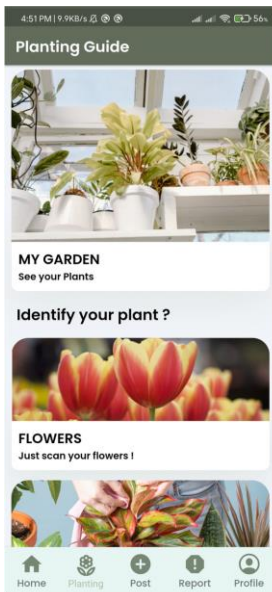 4:51 PM | 9.9KB/s
56%
Planting Guide
MY GARDEN
See your Plants
Identify your plant ?
FLOWERS
Just scan your flowers !
Home
Planting
Post
Report
Profile